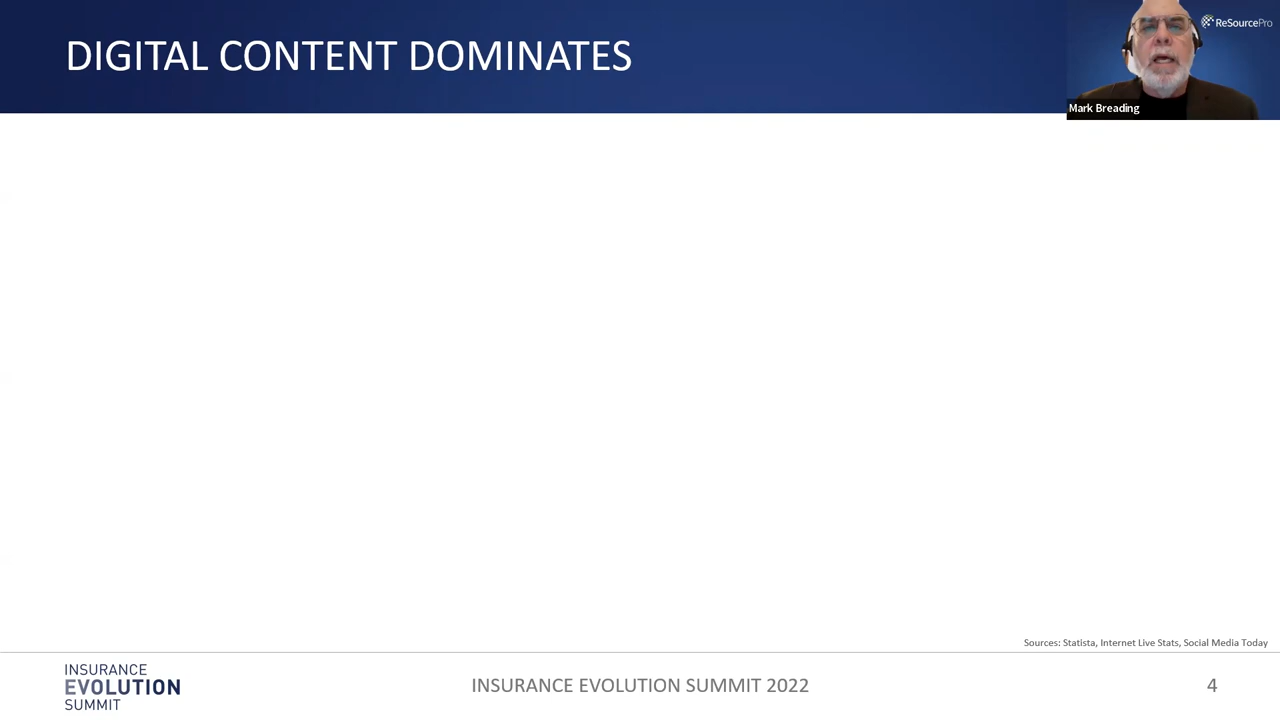 DIGITAL CONTENT DOMINATES
ReSourcePro
Mark Breading
Sources: Statista, Internet Live Stats, Social Media Today
INSURANCE
EVOLUTION
SUMMIT
INSURANCE EVOLUTION SUMMIT 2022
4